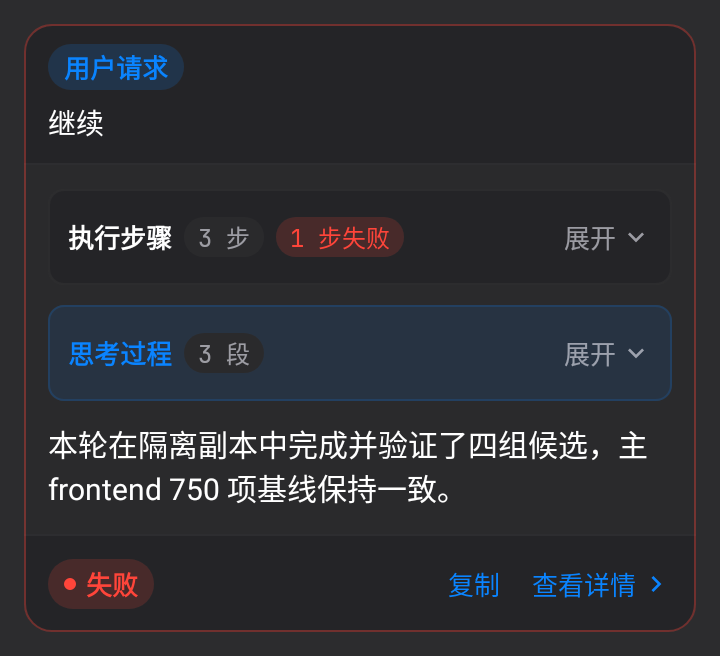 用户请求
继续
执行步骤 3 步 1 步失败 展开
思考过程 3 段 展开
本轮在隔离副本中完成并验证了四组候选，主
frontend 750 项基线保持一致。
失败 复制 查看详情